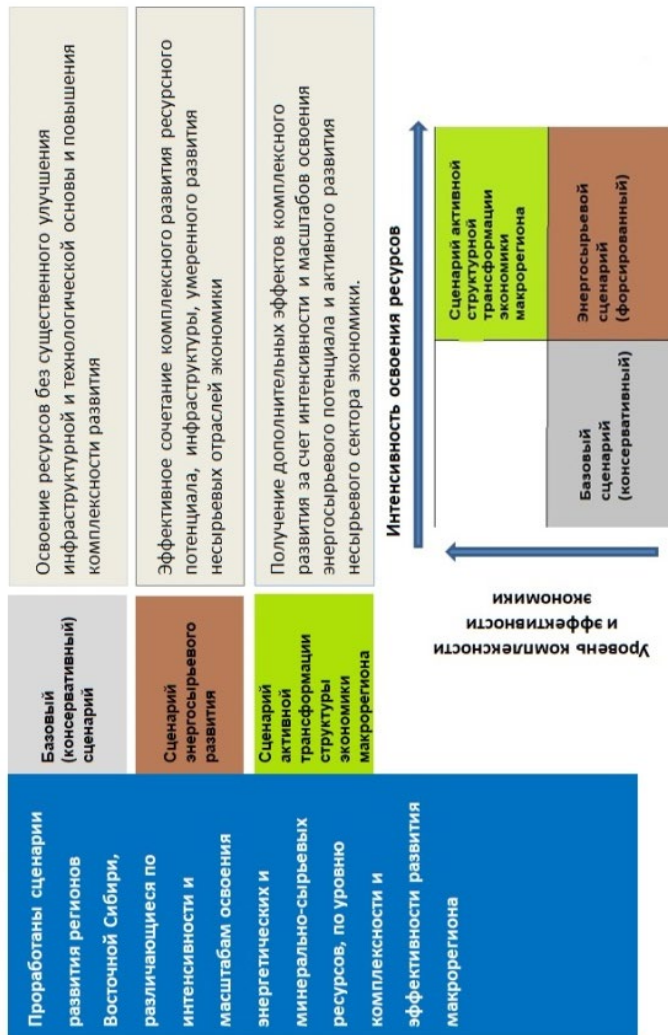 Проработаны сценарии
развития регионов
Восточной Сибири,
различающиеся по
интенсивности и
масштабам освоения
энергетических и
минерально-сырьевых
ресурсов, по уровню
комплексности и
эффективности развития
макрорегиона
Базовый
(консервативный)
сценарий
Освоение ресурсов без существенного улучшения
инфраструктурной и технологической основы и повышения
комплексности развития
Сценарий
энергосырьевого
развития
Эффективное сочетание комплексного развития ресурсного
потенциала, инфраструктуры, умеренного развития
несырьевых отраслей экономики
Сценарий
активной
трансформации
структуры
экономики
макрорегиона
Получение дополнительных эффектов комплексного
развития за счет интенсивности и масштабов освоения
энергосырьевого потенциала и активного развития
несырьевого сектора экономики.
Интенсивность освоения ресурсов
Уровень комплексности
и эффективности
экономики
Сценарий активной
структурной
трансформации
экономики
макрорегиона
Базовый
сценарий
(консервативный)
Энергосырьевой
сценарий
(форсированный)